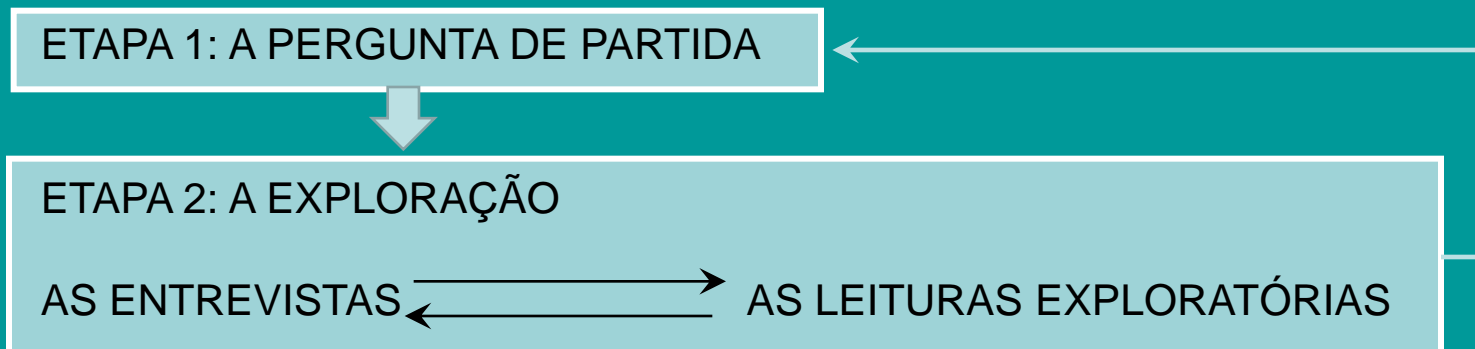 ETAPA 1: A PERGUNTA DE PARTIDA
ETAPA 2: A EXPLORAÇÃO
AS ENTREVISTAS AS LEITURAS EXPLORATÓRIAS